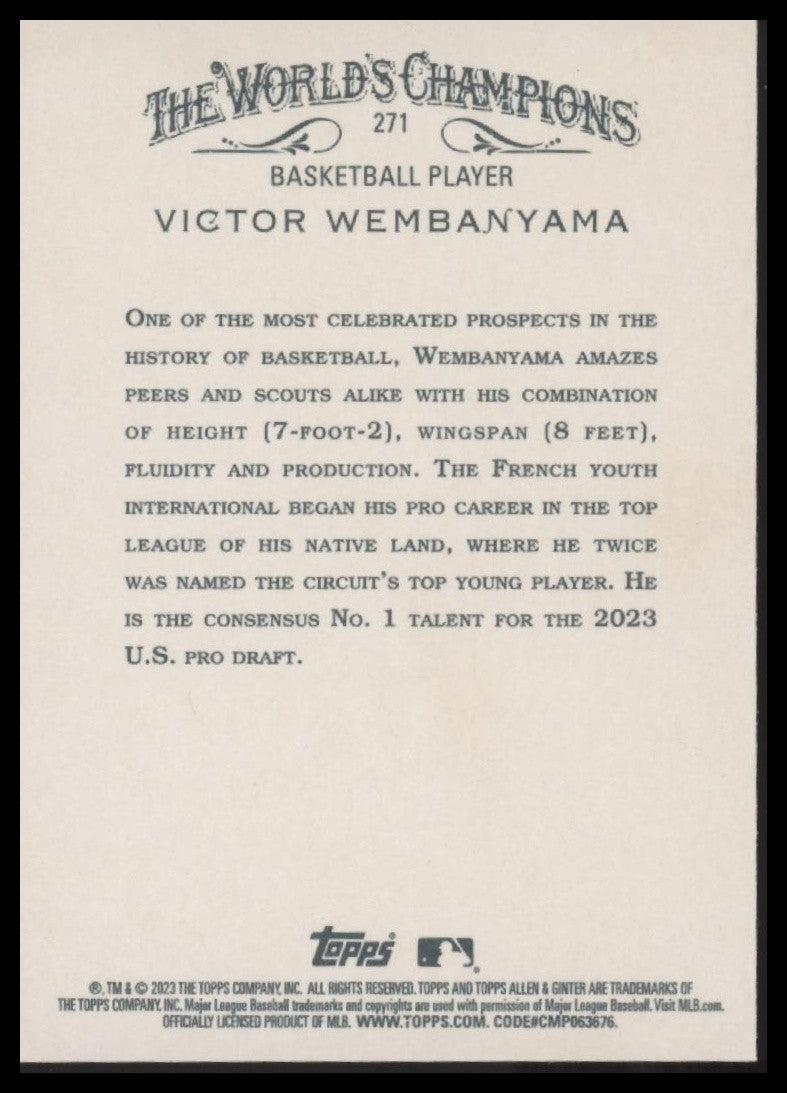 THE WORLD'S CHAMPIONS
271
BASKETBALL PLAYER
VICTOR WEMBANYAMA
ONE OF THE MOST CELEBRATED PROSPECTS IN THE
HISTORY OF BASKETBALL, WEMBANYAMA AMAZES
PEERS AND SCOUTS ALIKE WITH HIS COMBINATION
OF HEIGHT (7-FOOT-2), WINGSPAN (8 FEET),
FLUIDITY AND PRODUCTION. THE FRENCH YOUTH
INTERNATIONAL BEGAN HIS PRO CAREER IN THE TOP
LEAGUE OF HIS NATIVE LAND, WHERE HE TWICE
WAS NAMED THE CIRCUIT'S TOP YOUNG PLAYER. HE
IS THE CONSENSUS NO. 1 TALENT FOR THE 2023
U.S. PRO DRAFT.
Topps
®, TM & © 2023 THE TOPPS COMPANY, INC. ALL RIGHTS RESERVED. TOPPS AND TOPPS ALLEN & GINTER ARE TRADEMARKS OF
THE TOPPS COMPANY, INC. Major League Baseball trademarks and copyrights are used with permission of Major League Baseball. Visit MLB.com.
OFFICIALLY LICENSED PRODUCT OF MLB. WWW.TOPPS.COM. CODE#CMP063676.